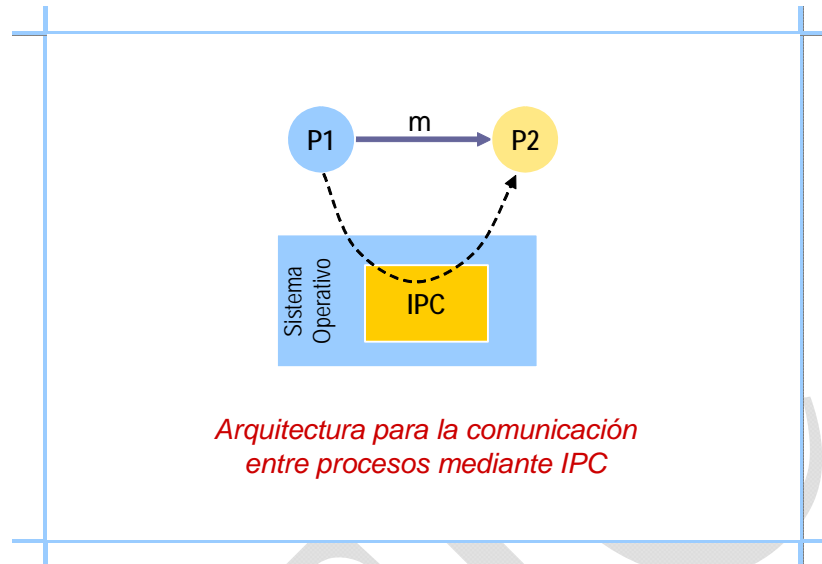 m
P1
P2
Sistema
Operativo
IPC
Arquitectura para la comunicación
entre procesos mediante IPC